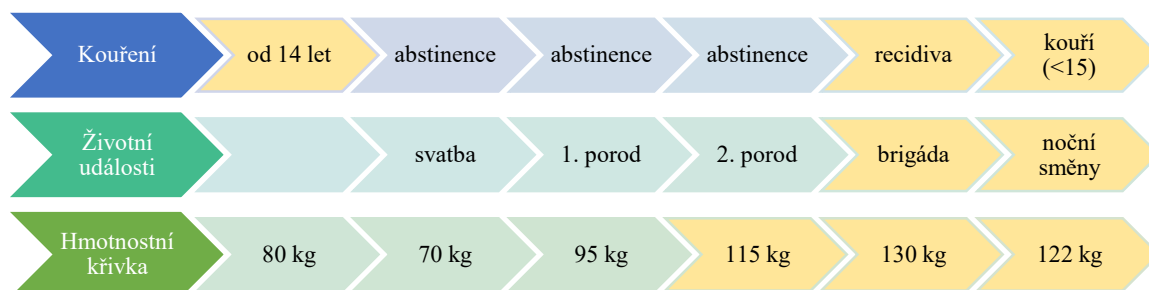 Kouření
od 14 let
abstinence
abstinence
abstinence
recidiva
kouří
(<15)
Životní
události
svatba
1. porod
2. porod
brigáda
noční
směny
Hmotnostní
křivka
80 kg
70 kg
95 kg
115 kg
130 kg
122 kg